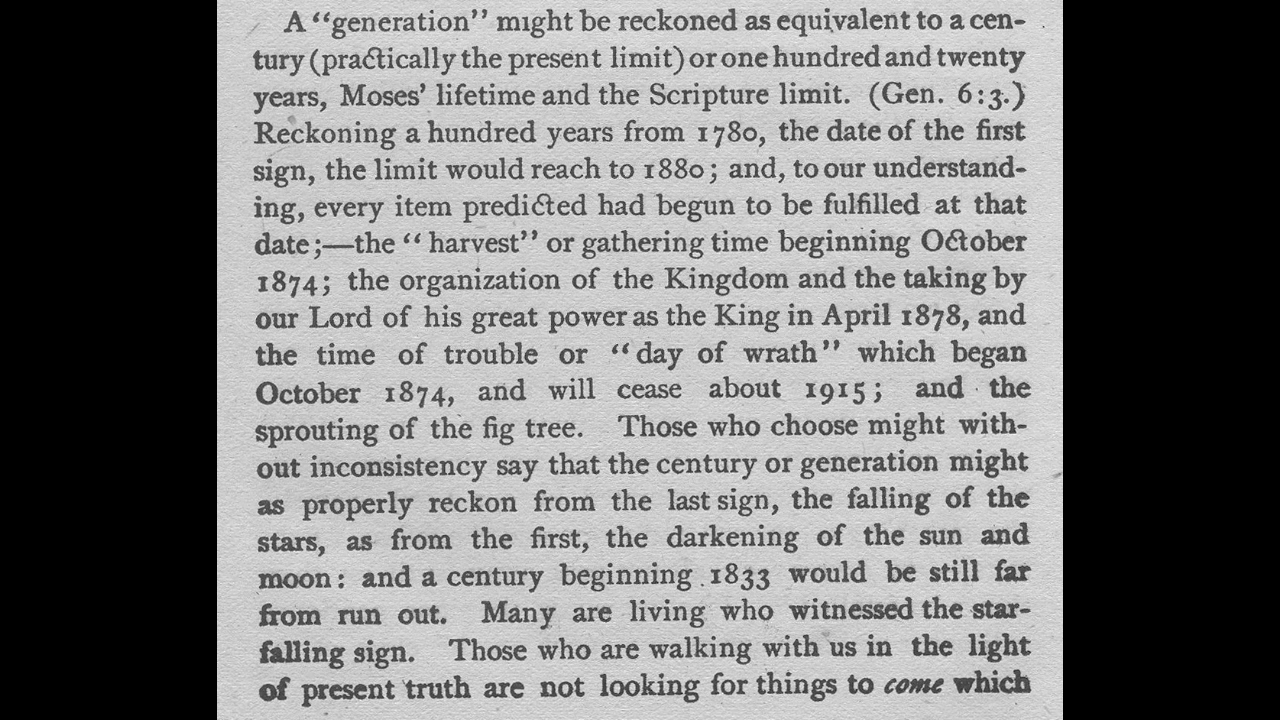 A “generation” might be reckoned as equivalent to a cen-
tury (practically the present limit) or one hundred and twenty
years, Moses’ lifetime and the Scripture limit. (Gen. 6:3.)
Reckoning a hundred years from 1780, the date of the first
sign, the limit would reach to 1880; and, to our understand-
ing, every item predicted had begun to be fulfilled at that
date;—the “harvest” or gathering time beginning October
1874; the organization of the Kingdom and the taking by
our Lord of his great power as the King in April 1878, and
the time of trouble or “day of wrath” which began
October 1874, and will cease about 1915; and the
sprouting of the fig tree. Those who choose might with-
out inconsistency say that the century or generation might
as properly reckon from the last sign, the falling of the
stars, as from the first, the darkening of the sun and
moon: and a century beginning 1833 would be still far
from run out. Many are living who witnessed the star-
falling sign. Those who are walking with us in the light
of present truth are not looking for things to come which